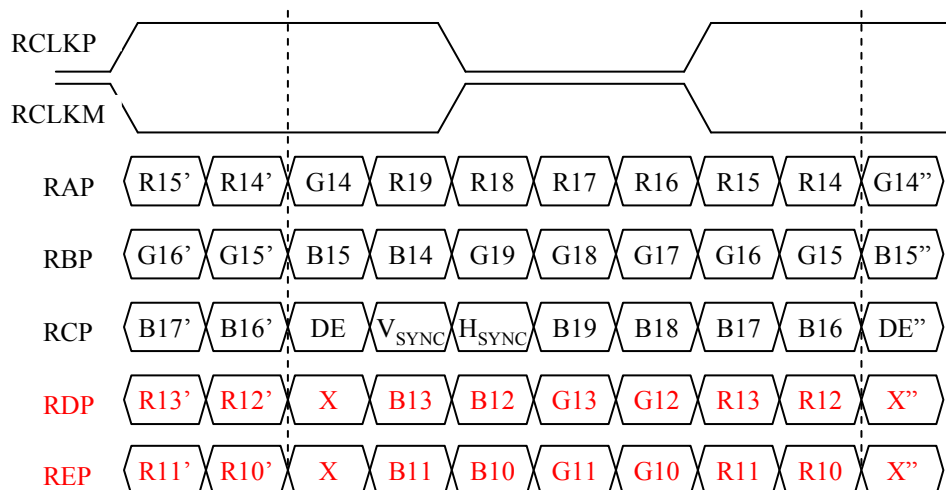 RCLKP
RCLKM
RAP R15’ R14’ G14 R19 R18 R17 R16 R15 R14 G14”
RBP G16’ G15’ B15 B14 G19 G18 G17 G16 G15 B15”
RCP B17’ B16’ DE VSYNC HSYNC B19 B18 B17 B16 DE”
RDP R13’ R12’ X B13 B12 G13 G12 R13 R12 X”
REP R11’ R10’ X B11 B10 G11 G10 R11 R10 X”